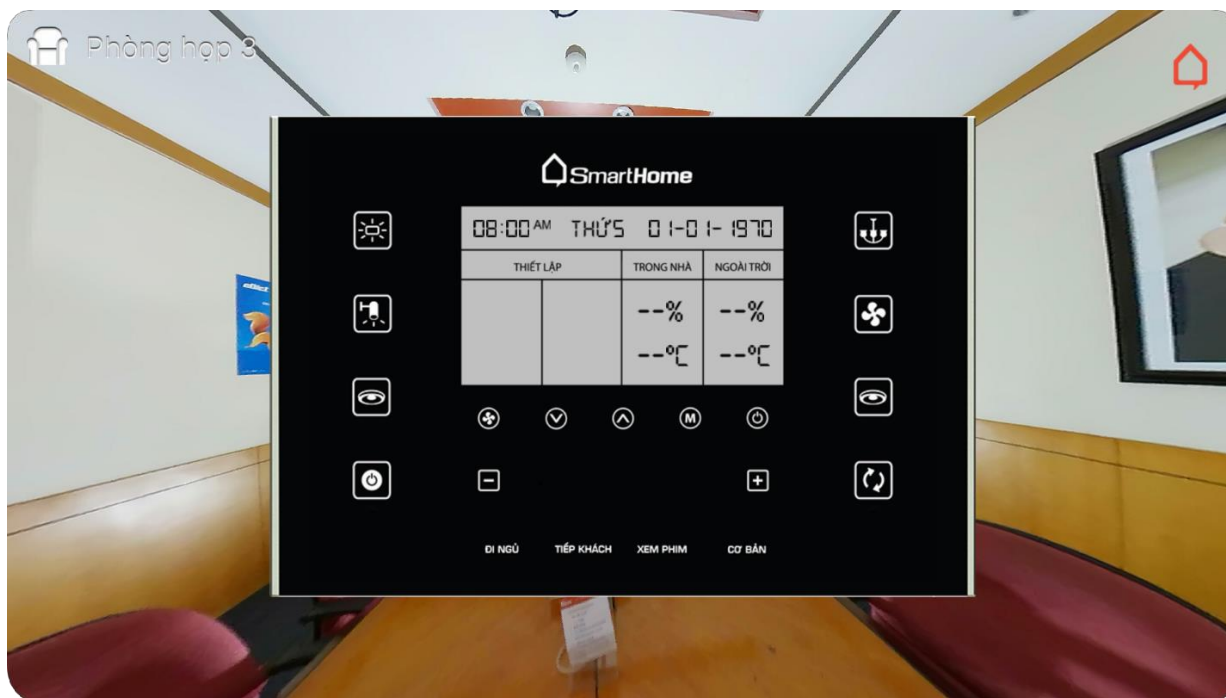 Phòng họp 3
SmartHome
08:00 AM THỨ 5 01-01-1970
THIẾT LẬP TRONG NHÀ NGOÀI TRỜI
--% --%
--°C --°C
M
ĐI NGỦ TIẾP KHÁCH XEM PHIM CƠ BẢN